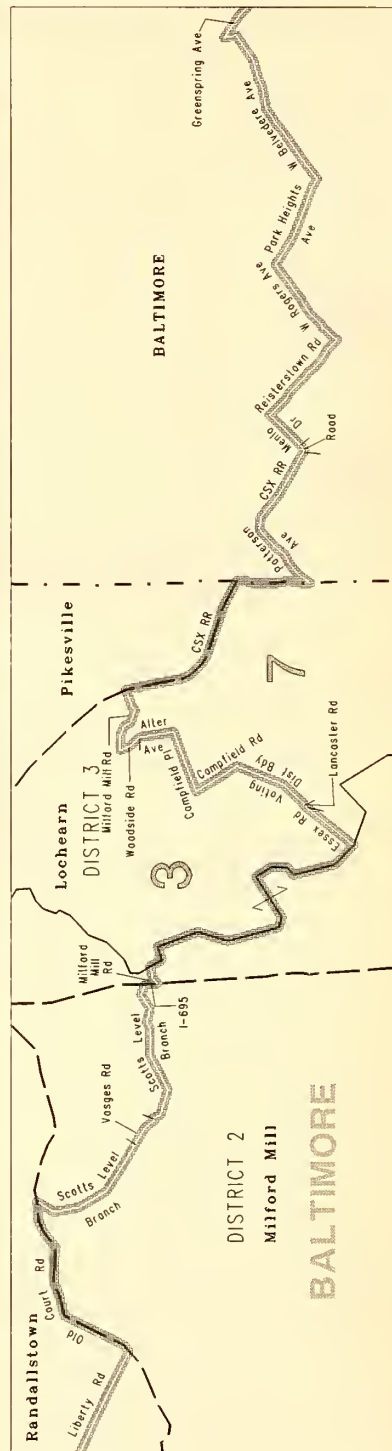 Randallstown
Liberty Rd
Old
Court Rd
Scotts Level
Branch
Vosges Rd
Scotts Level
Branch
I-695
Milford
Mill
Rd
DISTRICT 2
Milford Mill
BALTIMORE
Lochearn
DISTRICT 3
Milford Mill Rd
Woodside Rd
3
Alter
Ave
Campfield Pl
Campfield Rd
Voting
Dist Bdy
Essex Rd
Lancaster Rd
Pikesville
CSX RR
7
Patterson
Ave
CSX RR
Menlo
Dr
Road
Reisterstown Rd
W Rogers Ave
Park Heights
Ave
W Belvedere Ave
Greenspring Ave
BALTIMORE